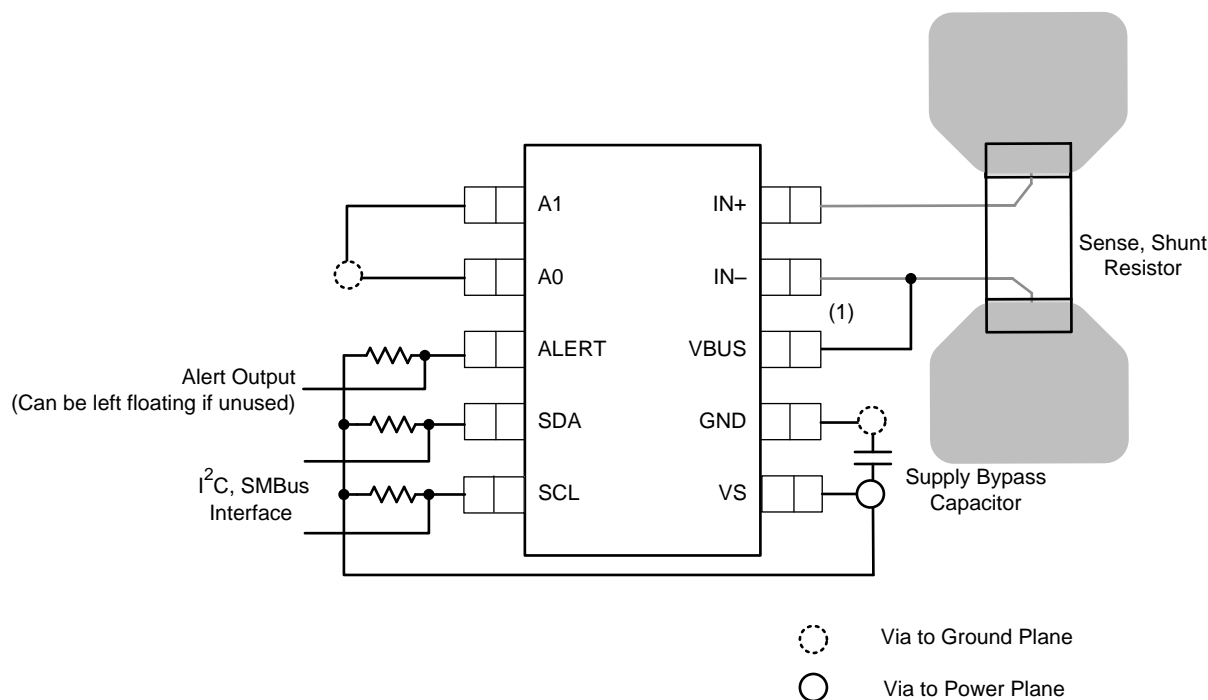 A1
A0
ALERT
SDA
SCL
IN+
IN–
(1)
VBUS
GND
VS
Sense, Shunt
Resistor
Alert Output
(Can be left floating if unused)
I²C, SMBus
Interface
Supply Bypass
Capacitor
Via to Ground Plane
Via to Power Plane